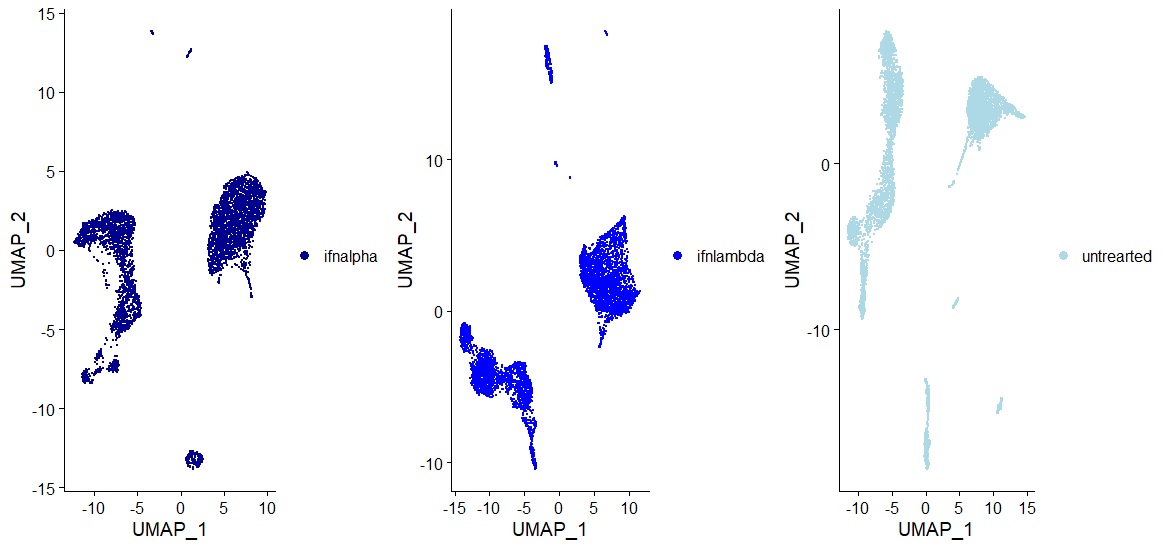 15
10
5
0
-5
-10
-15
UMAP_2
-10 -5 0 5 10
UMAP_1
ifnalpha
10
0
-10
UMAP_2
-15 -10 -5 0 5 10
UMAP_1
ifnlambda
0
-10
UMAP_2
-10 -5 0 5 10 15
UMAP_1
untrearted